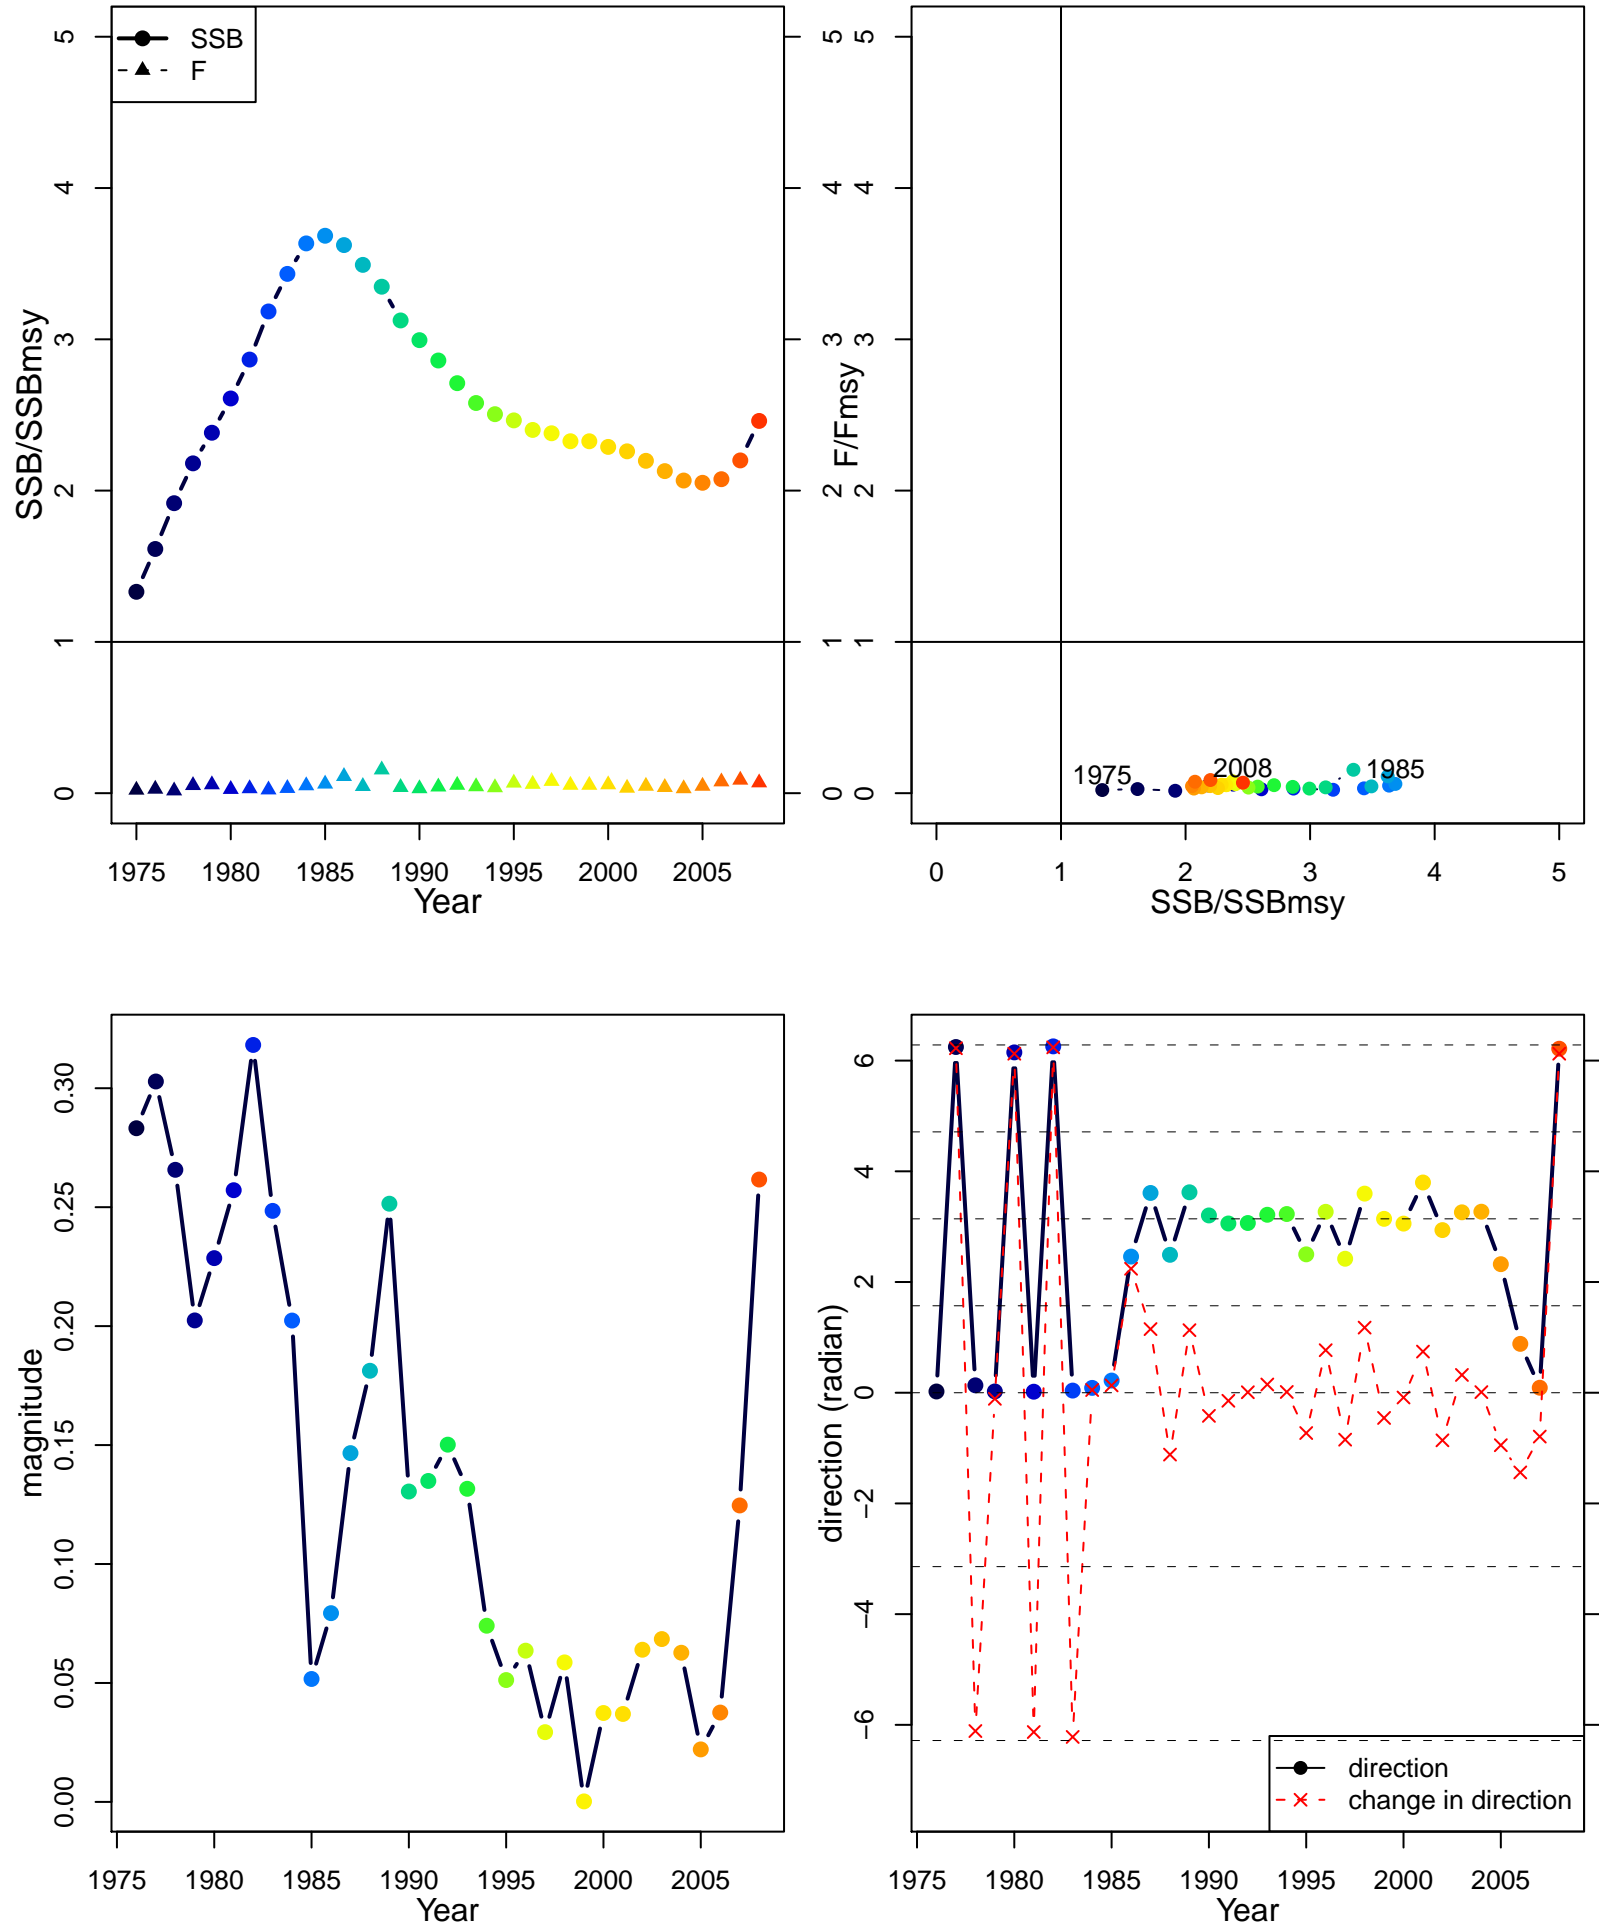 SSB
F
5
4
3
2
1
0
SSB/SSBmsy
5
4
3
2
1
0
F/Fmsy
1975 1980 1985 1990 1995 2000 2005
Year
5
4
3
2
1
0
1975
2008
1985
0 1 2 3 4 5
SSB/SSBmsy
0.30
0.25
0.20
0.15
0.10
0.05
0.00
magnitude
1975 1980 1985 1990 1995 2000 2005
Year
6
4
2
0
−2
−4
−6
direction (radian)
direction
change in direction
1975 1980 1985 1990 1995 2000 2005
Year